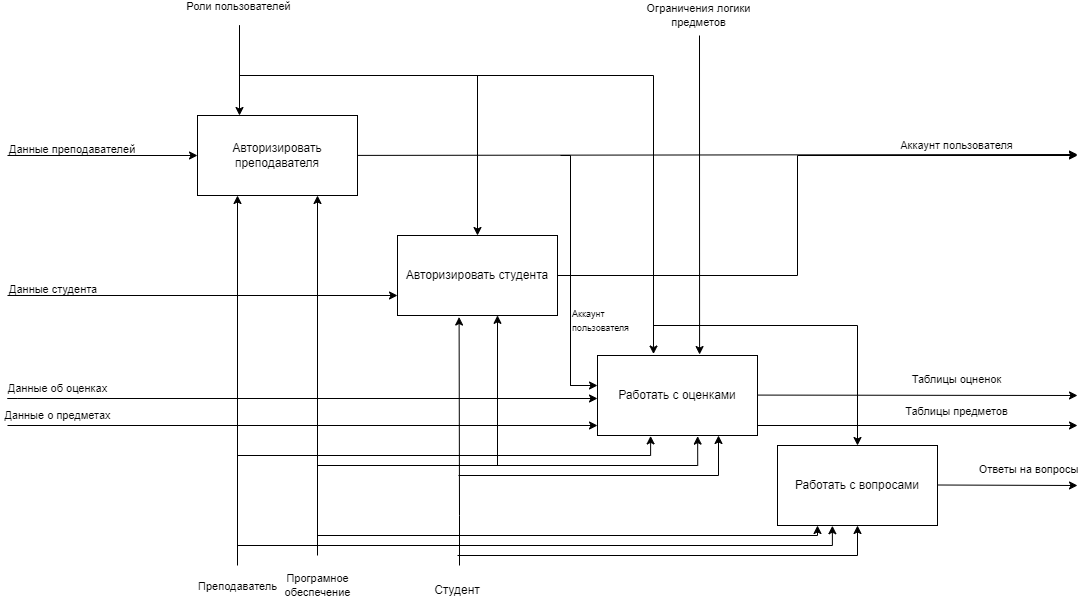 Роли пользователей
Ограничения логики
предметов
Данные преподавателей
Авторизировать
преподавателя
Аккаунт пользователя
Данные студента
Авторизировать студента
Аккаунт
пользователя
Данные об оценках
Данные о предметах
Работать с оценками
Таблицы оцненок
Таблицы предметов
Работать с вопросами
Ответы на вопросы
Преподаватель
Програмное
обеспечение
Студент